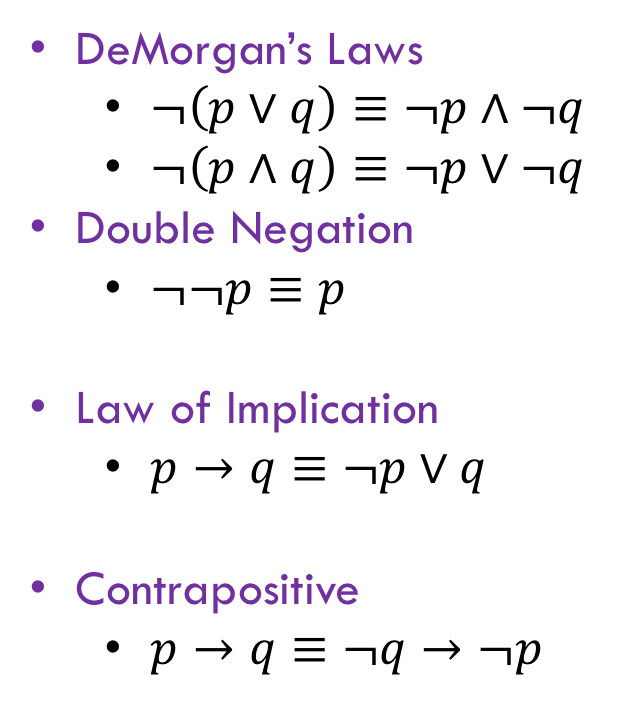 • DeMorgan's Laws
• ¬(p ∨ q) ≡ ¬p ∧ ¬q
• ¬(p ∧ q) ≡ ¬p ∨ ¬q
• Double Negation
• ¬¬p ≡ p
• Law of Implication
• p → q ≡ ¬p ∨ q
• Contrapositive
• p → q ≡ ¬q → ¬p